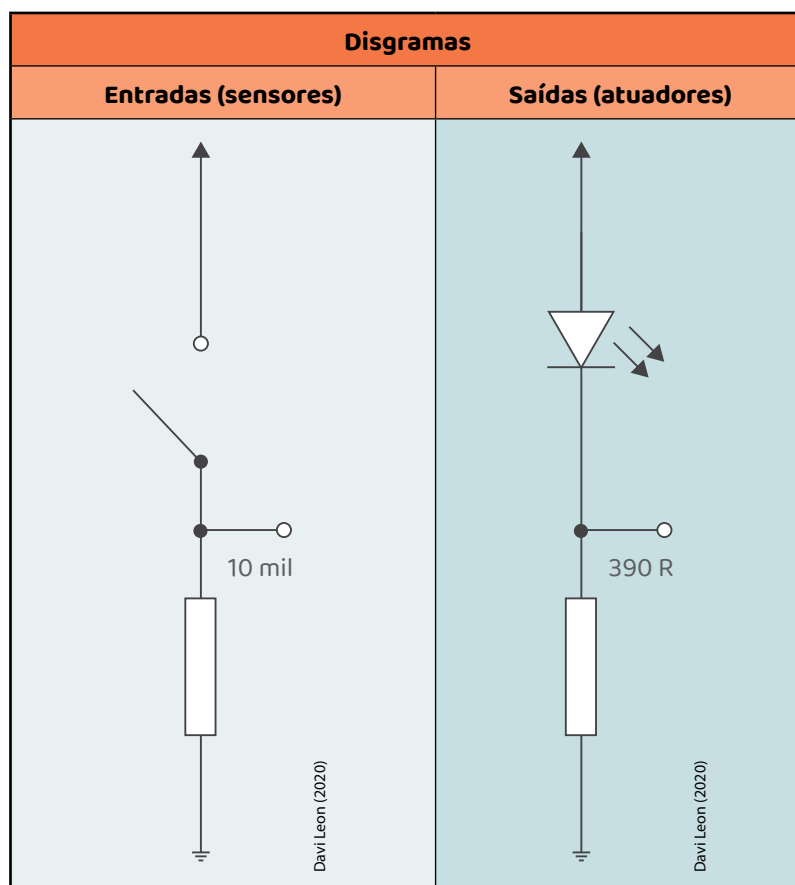 Disgramas
Entradas (sensores)
Saídas (atuadores)
10 mil
390 R
Davi Leon (2020)
Davi Leon (2020)